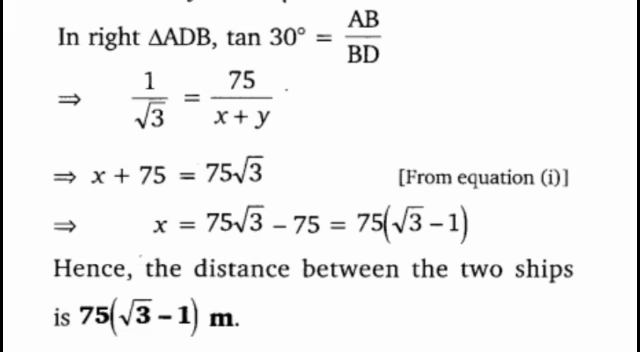 In right ΔADB, tan 30° = AB/BD
⇒ 1/√3 = 75/(x + y)
⇒ x + 75 = 75√3 [From equation (i)]
⇒ x = 75√3 – 75 = 75(√3 – 1)
Hence, the distance between the two ships
is 75(√3 – 1) m.